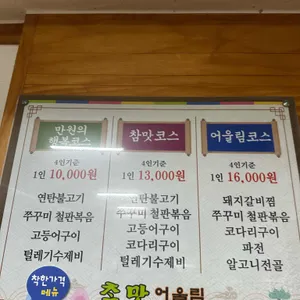 만원의
행복코스
4인기준
1인 10,000원
연탄불고기
쭈꾸미 철판볶음
고등어구이
털레기수제비
참맛코스
4인기준
1인 13,000원
연탄불고기
쭈꾸미 철판볶음
고등어구이
코다리구이
털레기수제비
어울림코스
4인기준
1인 16,000원
돼지갈비찜
쭈꾸미 철판볶음
코다리구이
파전
알고니전골
착한가격
메뉴
어울림